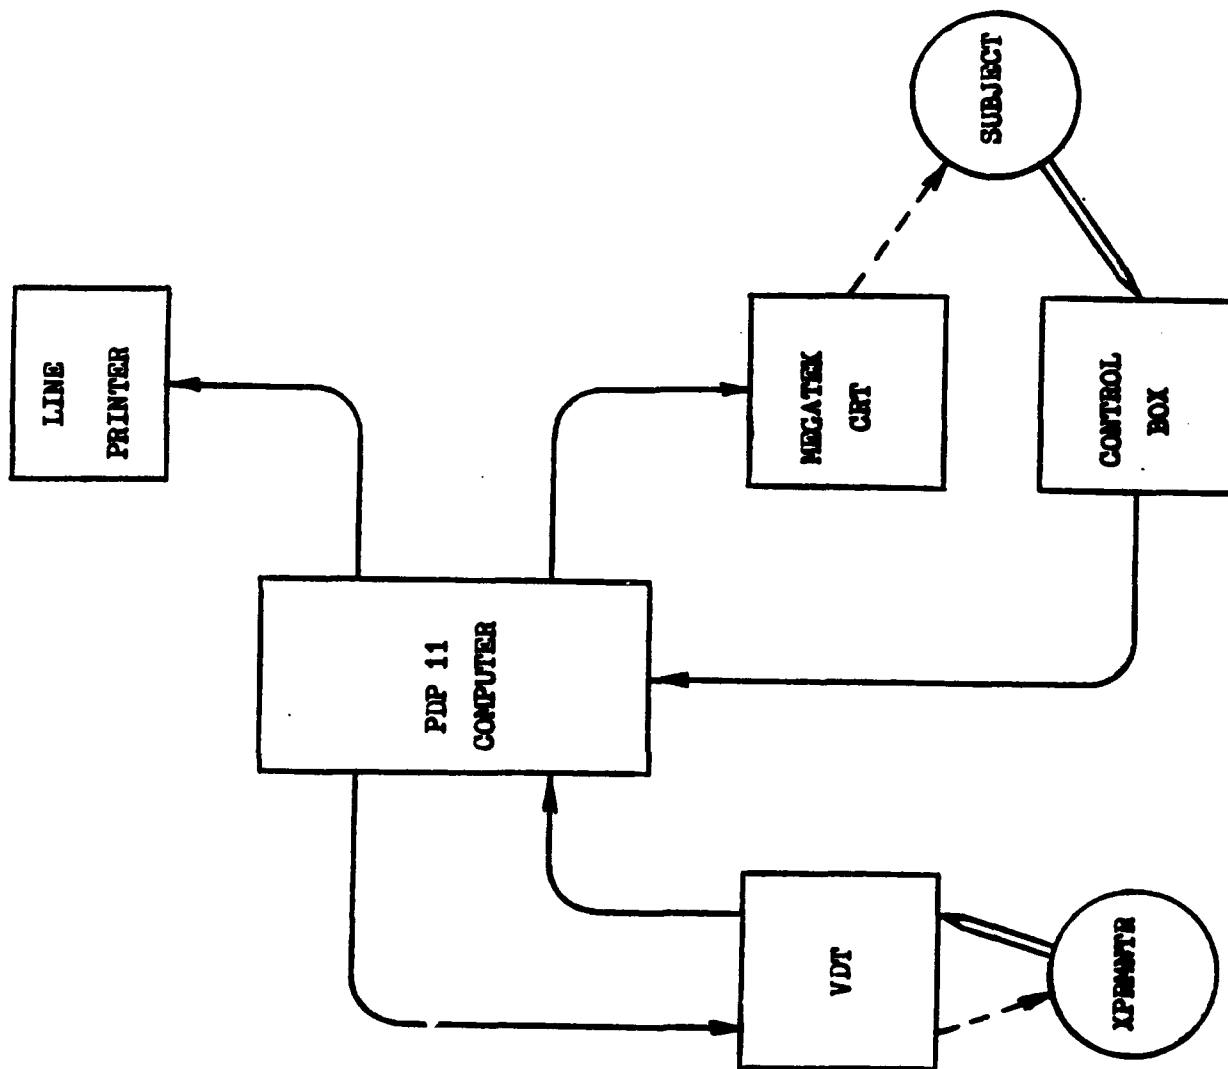 LINE
PRINTER
SUBJECT
MEGATEK
CRT
CONTROL
BOX
PDP 11
COMPUTER
VDT
XPRMNTR